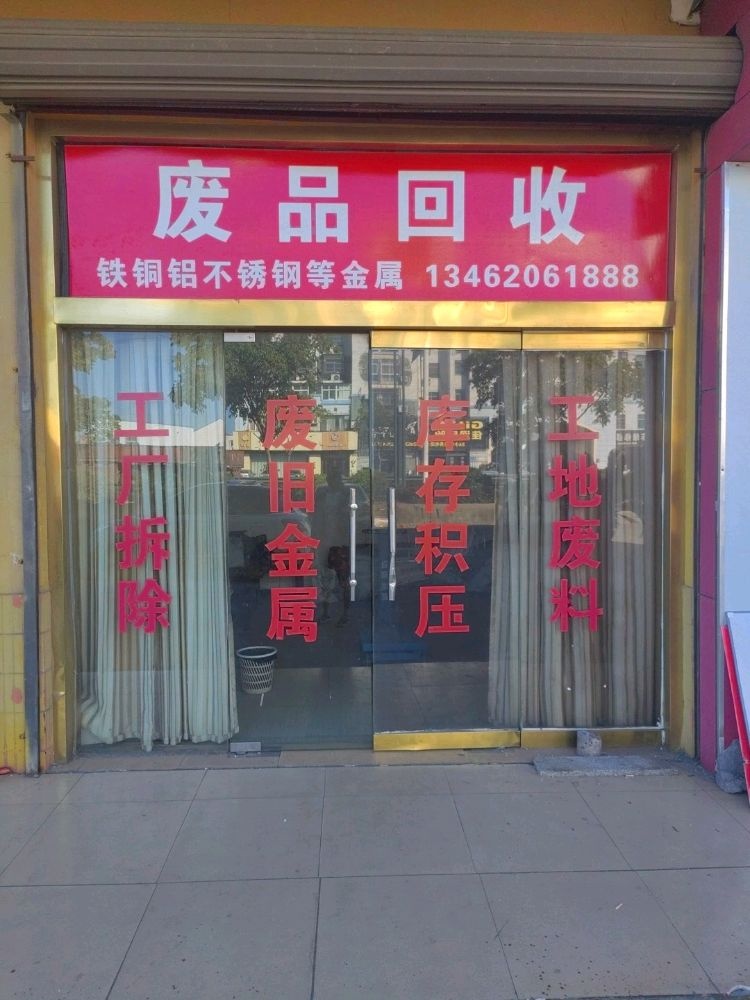 废品回收
铁铜铝不锈钢等金属 13462061888
工厂拆除
废旧金属
库存积压
工地废料